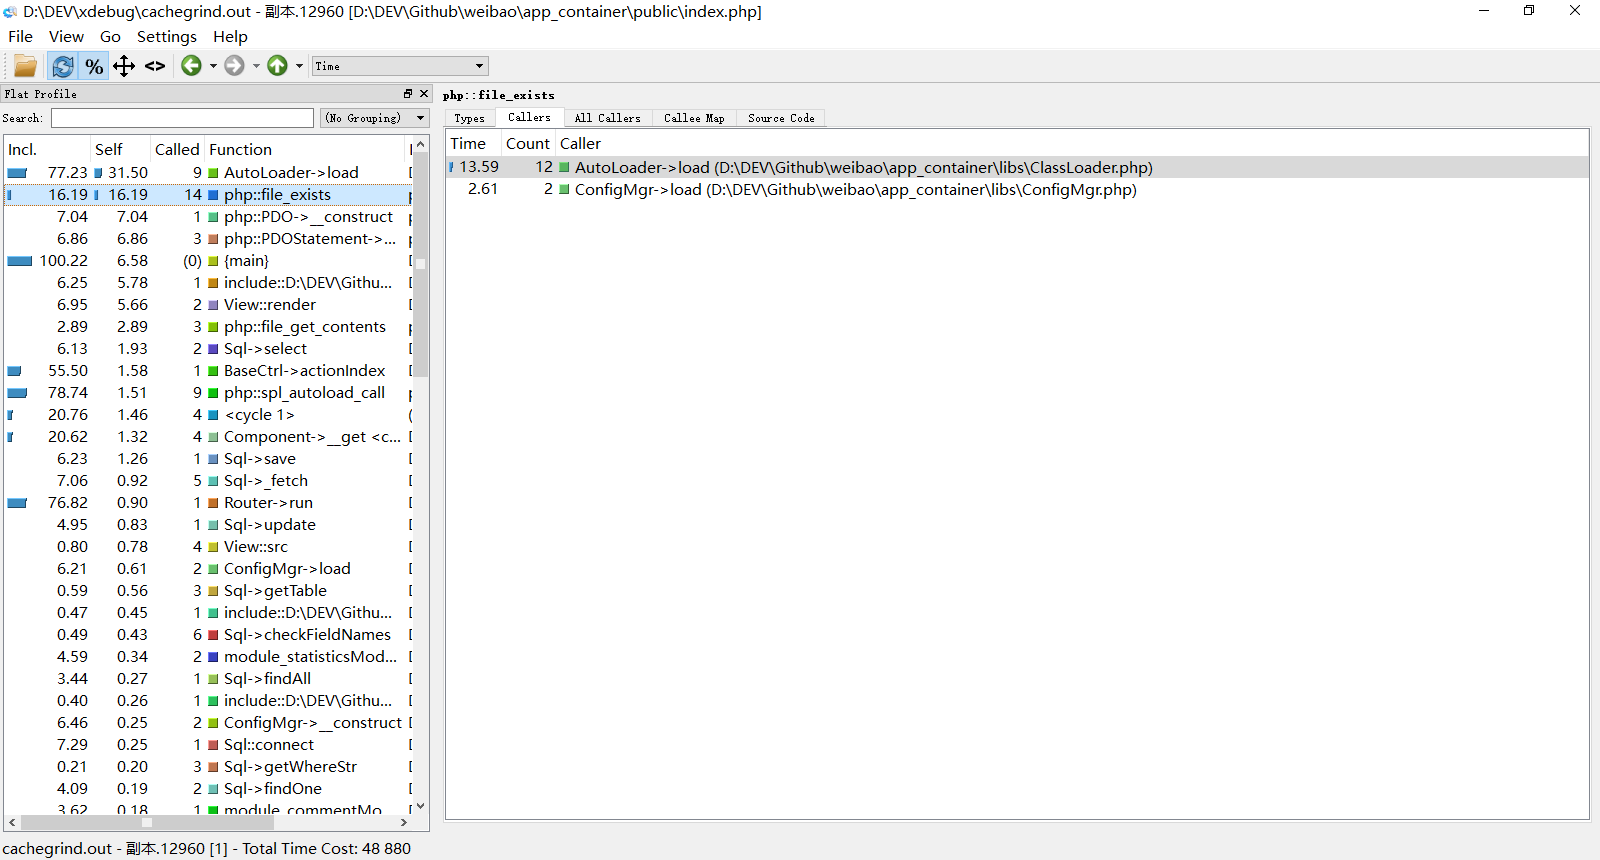 D:\DEV\xdebug\cachegrind.out - 副本.12960 [D:\DEV\Github\weibao\app_container\public\index.php]
File View Go Settings Help
% <> Time
Flat Profile
Search: (No Grouping)
Incl. Self Called Function
77.23 31.50 9 AutoLoader->load
16.19 16.19 14 php::file_exists
7.04 7.04 1 php::PDO->__construct
6.86 6.86 3 php::PDOStatement->...
100.22 6.58 (0) {main}
6.25 5.78 1 include::D:\DEV\Githu...
6.95 5.66 2 View::render
2.89 2.89 3 php::file_get_contents
6.13 1.93 2 Sql->select
55.50 1.58 1 BaseCtrl->actionIndex
78.74 1.51 9 php::spl_autoload_call
20.76 1.46 4 <cycle 1>
20.62 1.32 4 Component->__get <c...
6.23 1.26 1 Sql->save
7.06 0.92 5 Sql->_fetch
76.82 0.90 1 Router->run
4.95 0.83 1 Sql->update
0.80 0.78 4 View::src
6.21 0.61 2 ConfigMgr->load
0.59 0.56 3 Sql->getTable
0.47 0.45 1 include::D:\DEV\Githu...
0.49 0.43 6 Sql->checkFieldNames
4.59 0.34 2 module_statisticsMod...
3.44 0.27 1 Sql->findAll
0.40 0.26 1 include::D:\DEV\Githu...
6.46 0.25 2 ConfigMgr->__construct
7.29 0.25 1 Sql::connect
0.21 0.20 3 Sql->getWhereStr
4.09 0.19 2 Sql->findOne
3.62 0.18 1 module_commentMo...
php::file_exists
Types Callers All Callers Callee Map Source Code
Time Count Caller
13.59 12 AutoLoader->load (D:\DEV\Github\weibao\app_container\libs\ClassLoader.php)
2.61 2 ConfigMgr->load (D:\DEV\Github\weibao\app_container\libs\ConfigMgr.php)
cachegrind.out - 副本.12960 [1] - Total Time Cost: 48 880